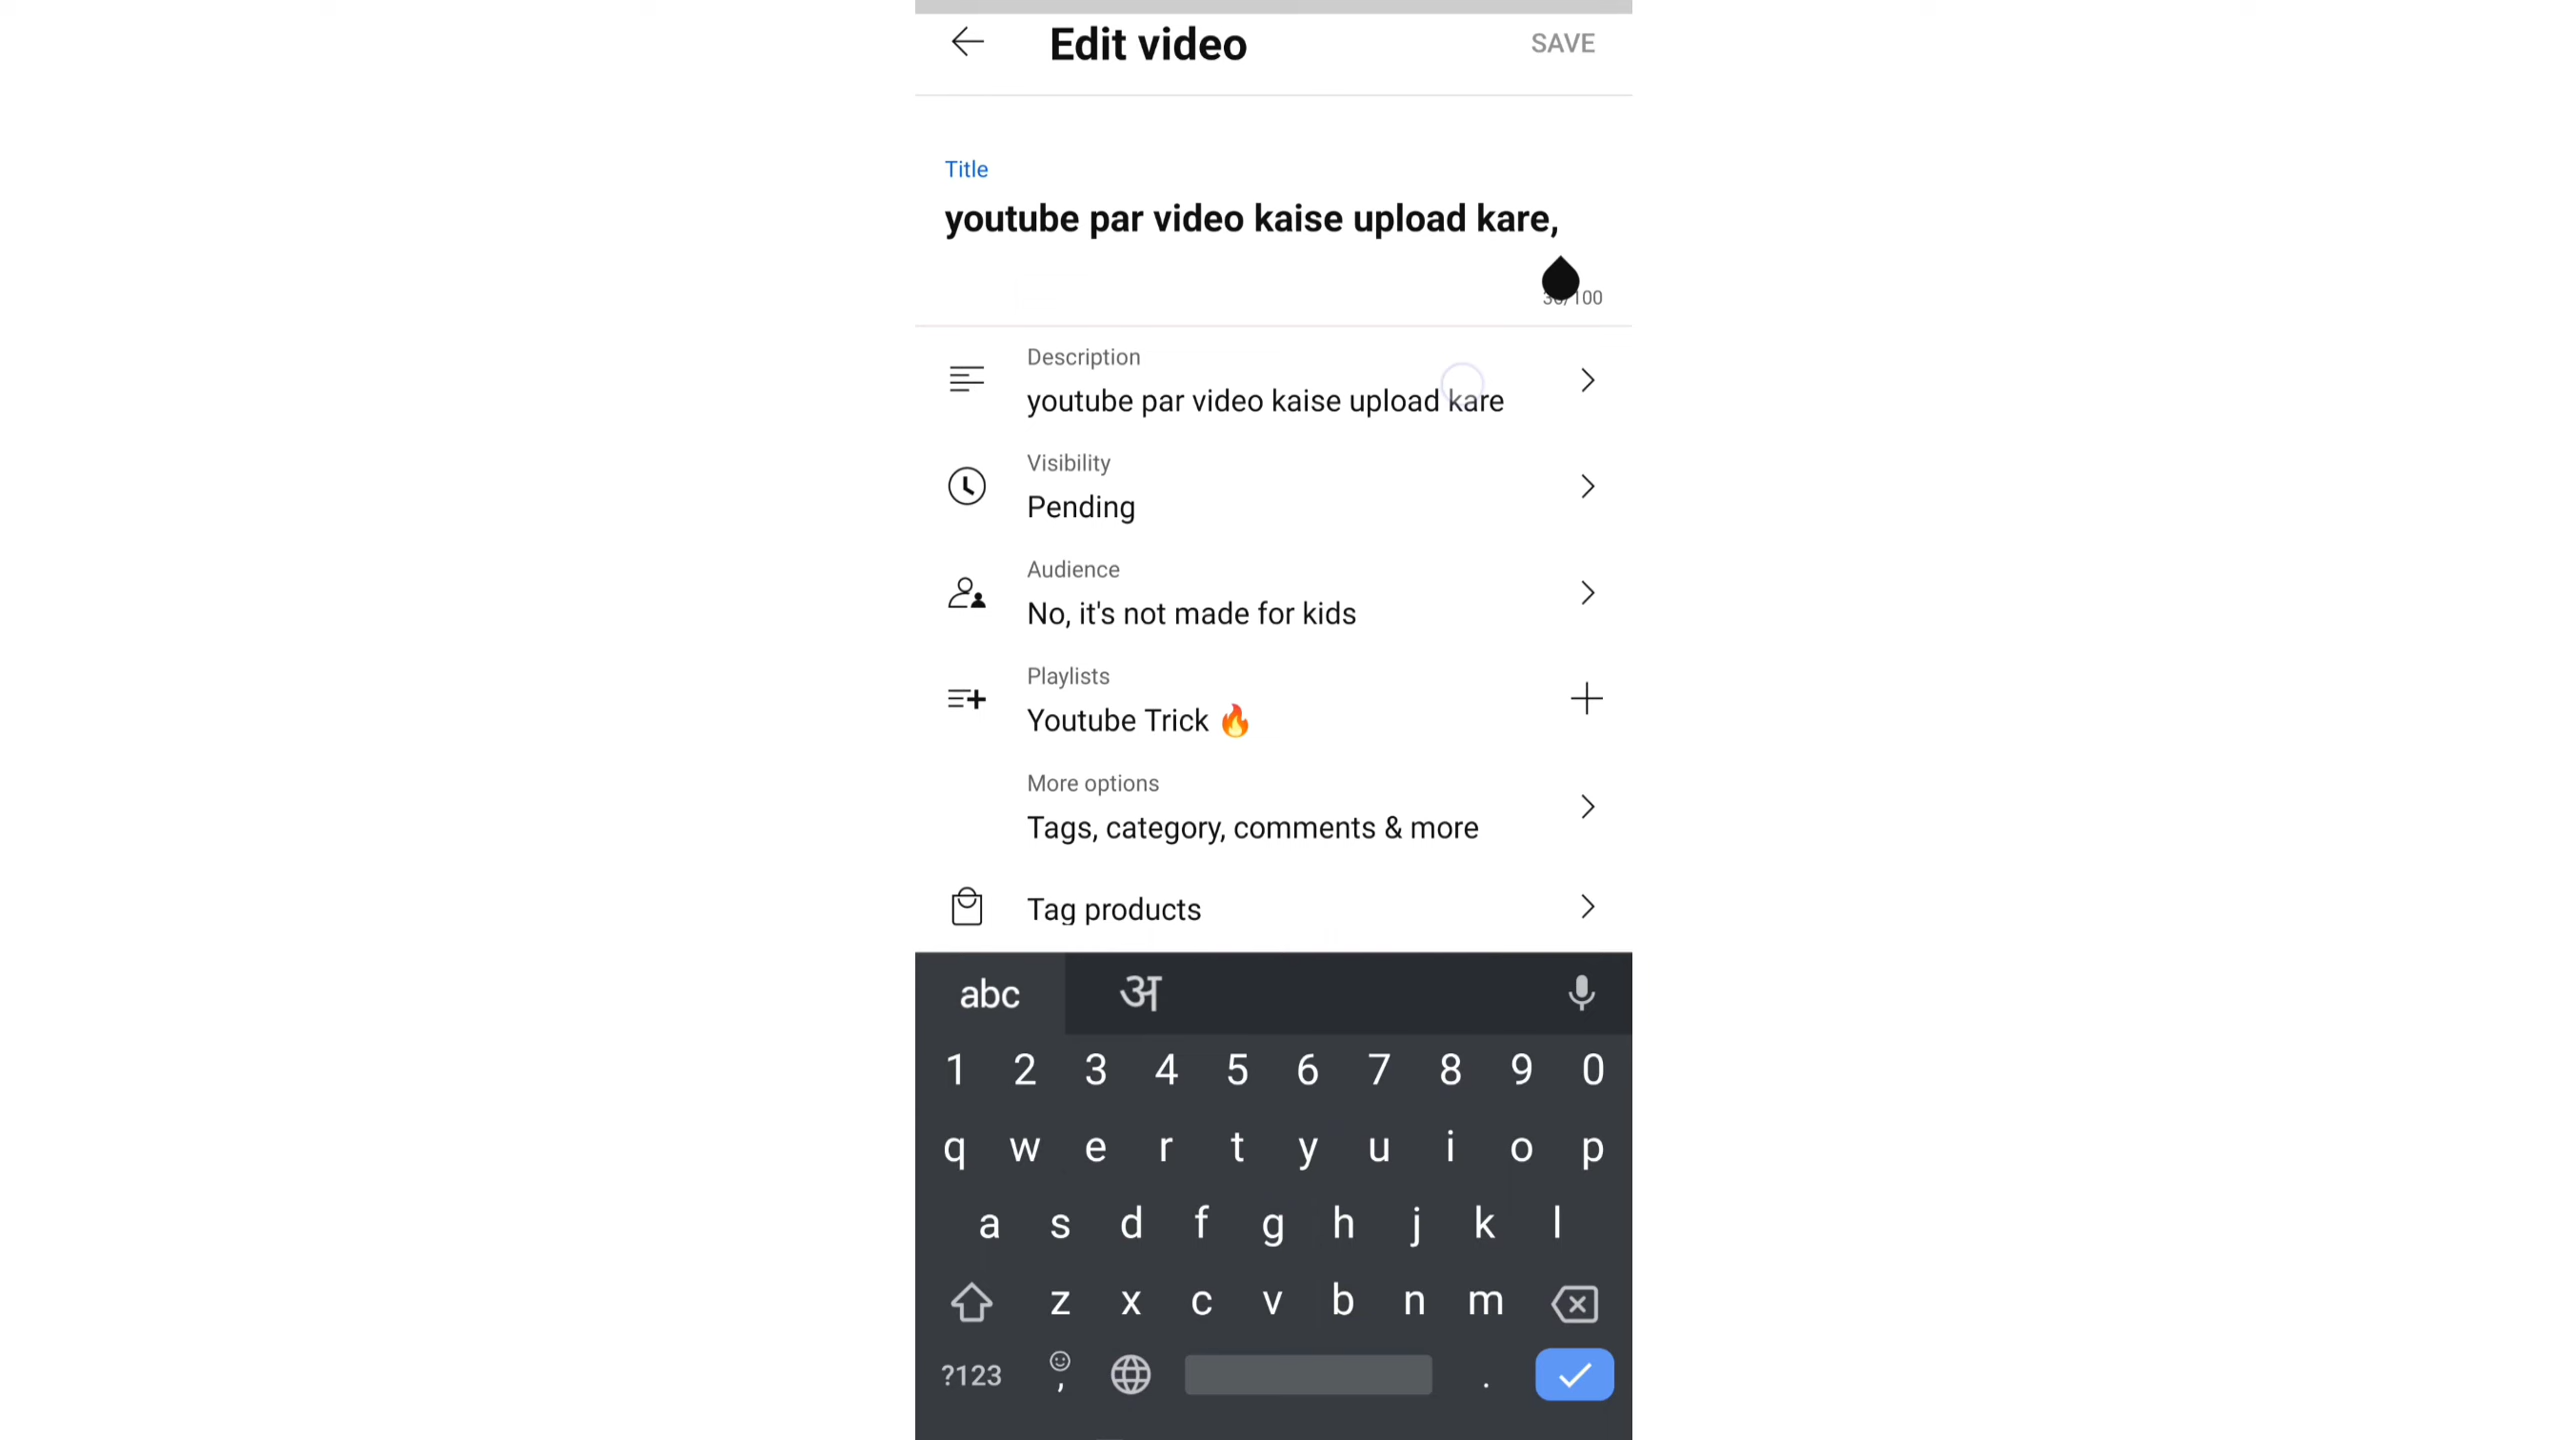 Edit video
SAVE
Title
youtube par video kaise upload kare,
/100
Description
youtube par video kaise upload kare
Visibility
Pending
Audience
No, it's not made for kids
Playlists
Youtube Trick 🔥
More options
Tags, category, comments & more
Tag products
abc अ
1 2 3 4 5 6 7 8 9 0
q w e r t y u i o p
a s d f g h j k l
z x c v b n m
?123 , .